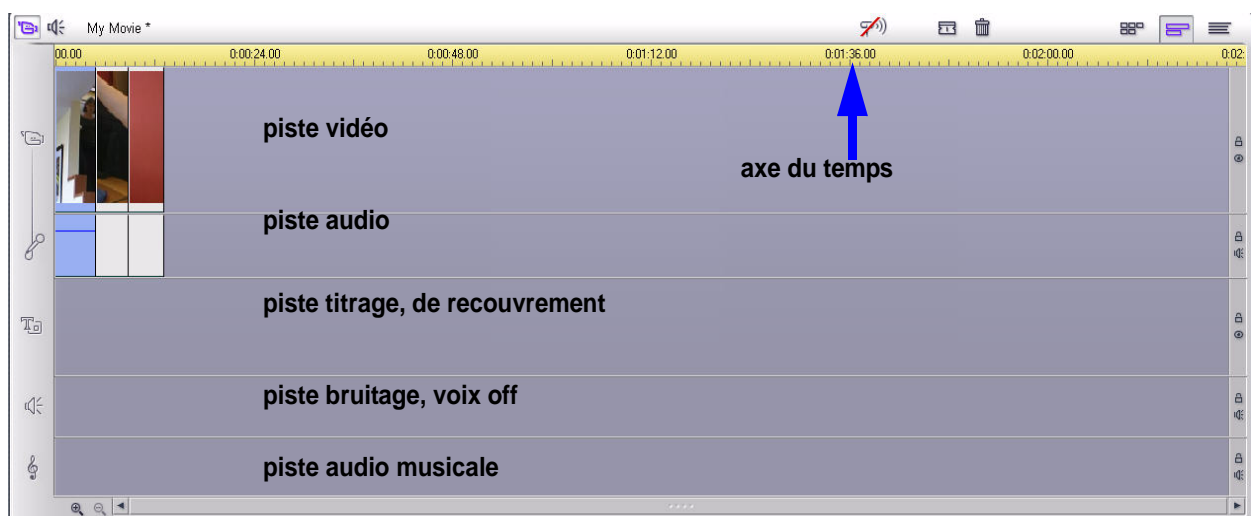 My Movie *
00.00 0:00:24.00 0:00:48.00 0:01:12.00 0:01:36.00 0:02:00.00 0:02:
piste vidéo
axe du temps
piste audio
piste titrage, de recouvrement
piste bruitage, voix off
piste audio musicale